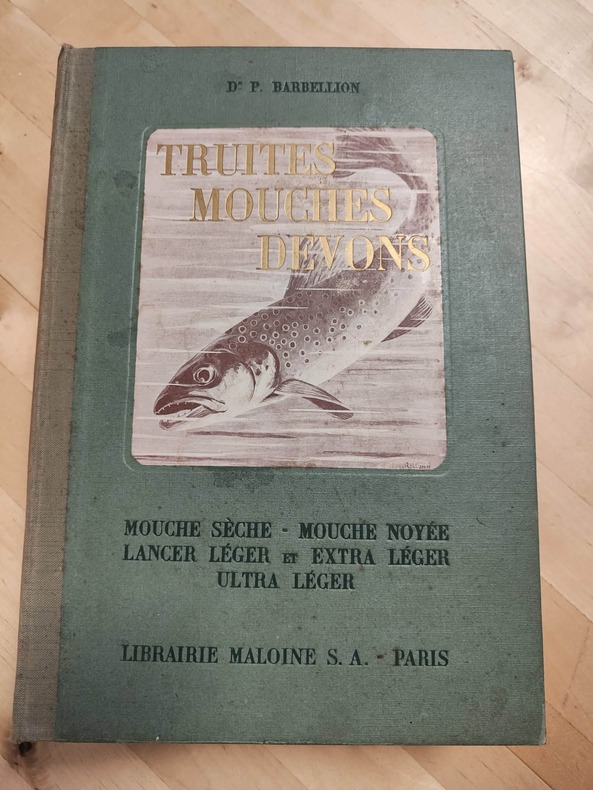 Dr P. BARBELLION
TRUITES
MOUCHES
DEVONS
MOUCHE SÈCHE - MOUCHE NOYÉE
LANCER LÉGER ET EXTRA LÉGER
ULTRA LÉGER
LIBRAIRIE MALOINE S. A. - PARIS